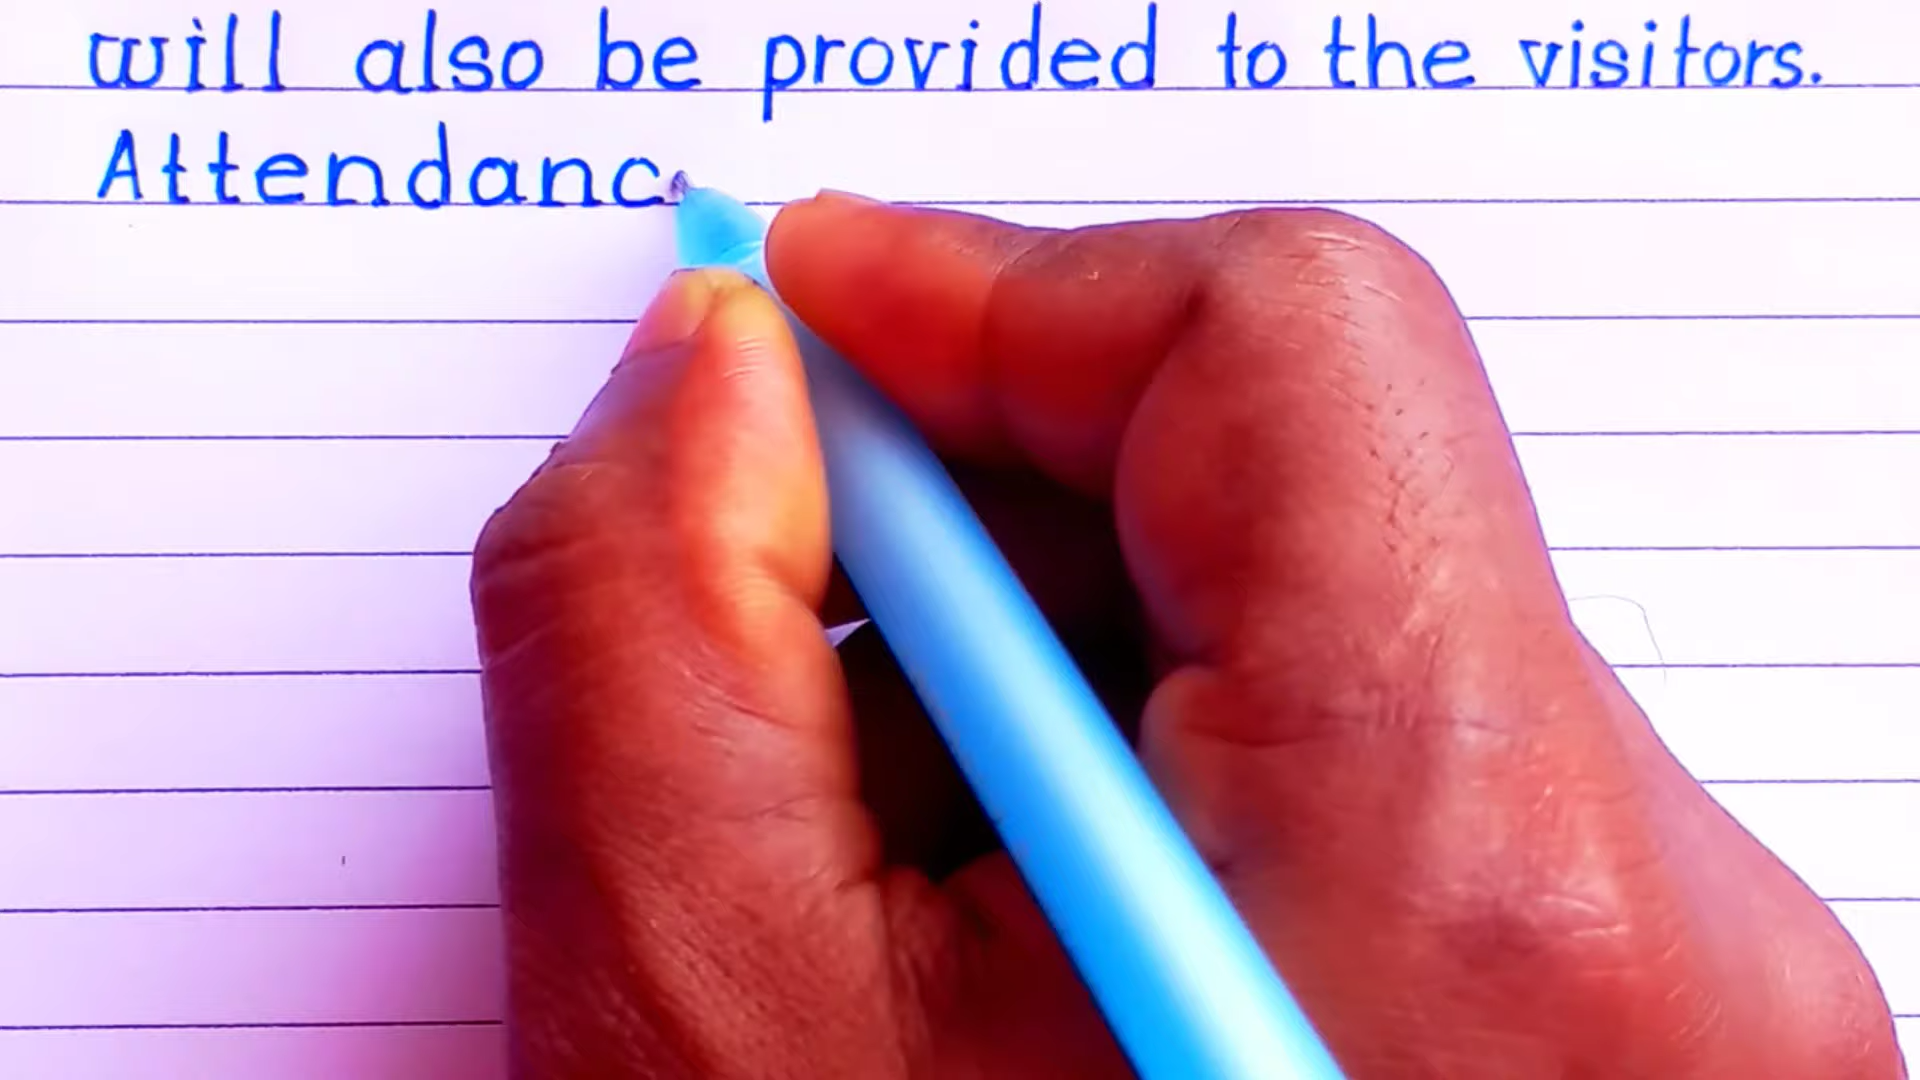 will also be provided to the visitors.
Attendanc